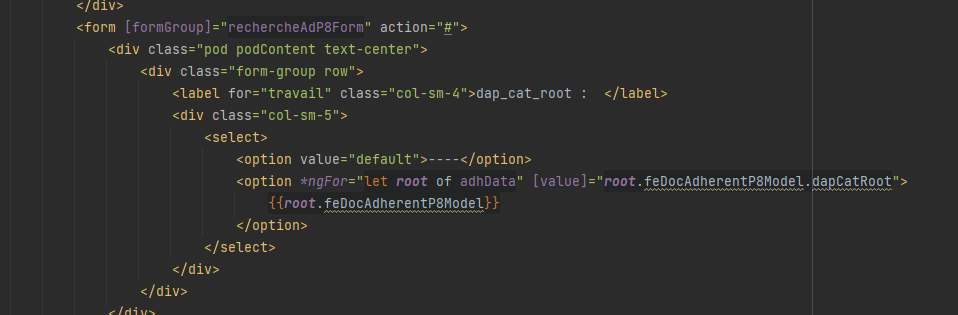 </div>
<form [formGroup]="rechercheAdP8Form" action="#">
<div class="pod podContent text-center">
<div class="form-group row">
<label for="travail" class="col-sm-4">dap_cat_root :  </label>
<div class="col-sm-5">
<select>
<option value="default">----</option>
<option *ngFor="let root of adhData" [value]="root.feDocAdherentP8Model.dapCatRoot">
{{root.feDocAdherentP8Model}}
</option>
</select>
</div>
</div>
</div>